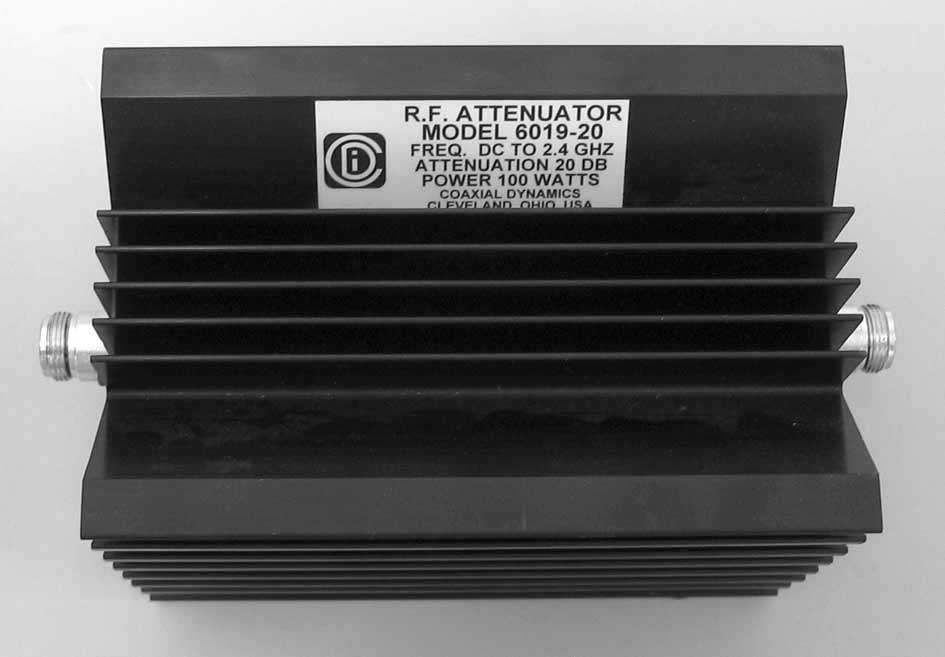 R.F. ATTENUATOR
MODEL 6019-20
FREQ. DC TO 2.4 GHZ
ATTENUATION 20 DB
POWER 100 WATTS
COAXIAL DYNAMICS
CLEVELAND, OHIO, USA
CDi